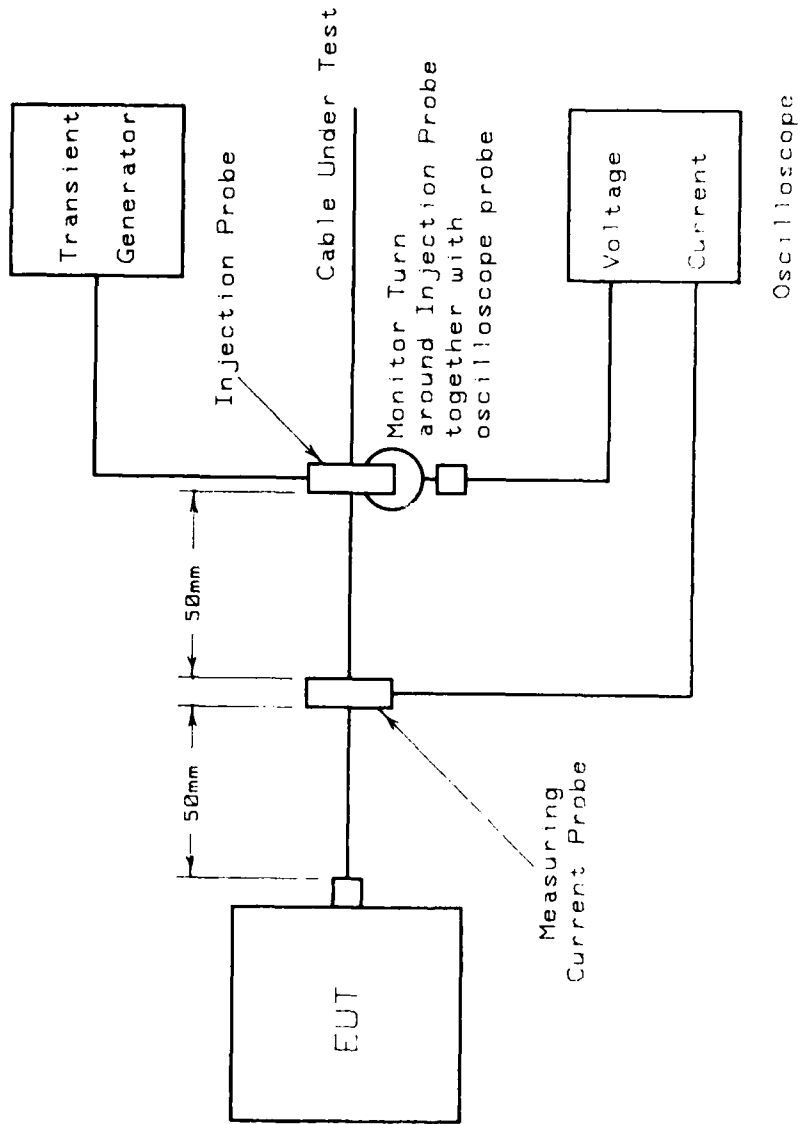 Transient
Generator
Injection Probe
Cable Under Test
Monitor Turn
around Injection Probe
together with
oscilloscope probe
Voltage
Current
Oscilloscope
50mm
50mm
Measuring
Current Probe
EUT